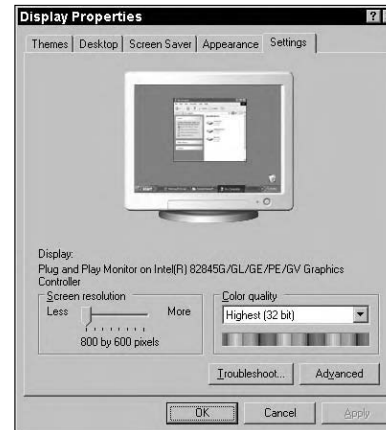 Display Properties
?
Themes Desktop Screen Saver Appearance Settings
Display:
Plug and Play Monitor on Intel(R) 82845G/GL/GE/PE/GV Graphics
Controller
Screen resolution
Less More
800 by 600 pixels
Color quality
Highest (32 bit)
Troubleshoot... Advanced
OK Cancel Apply